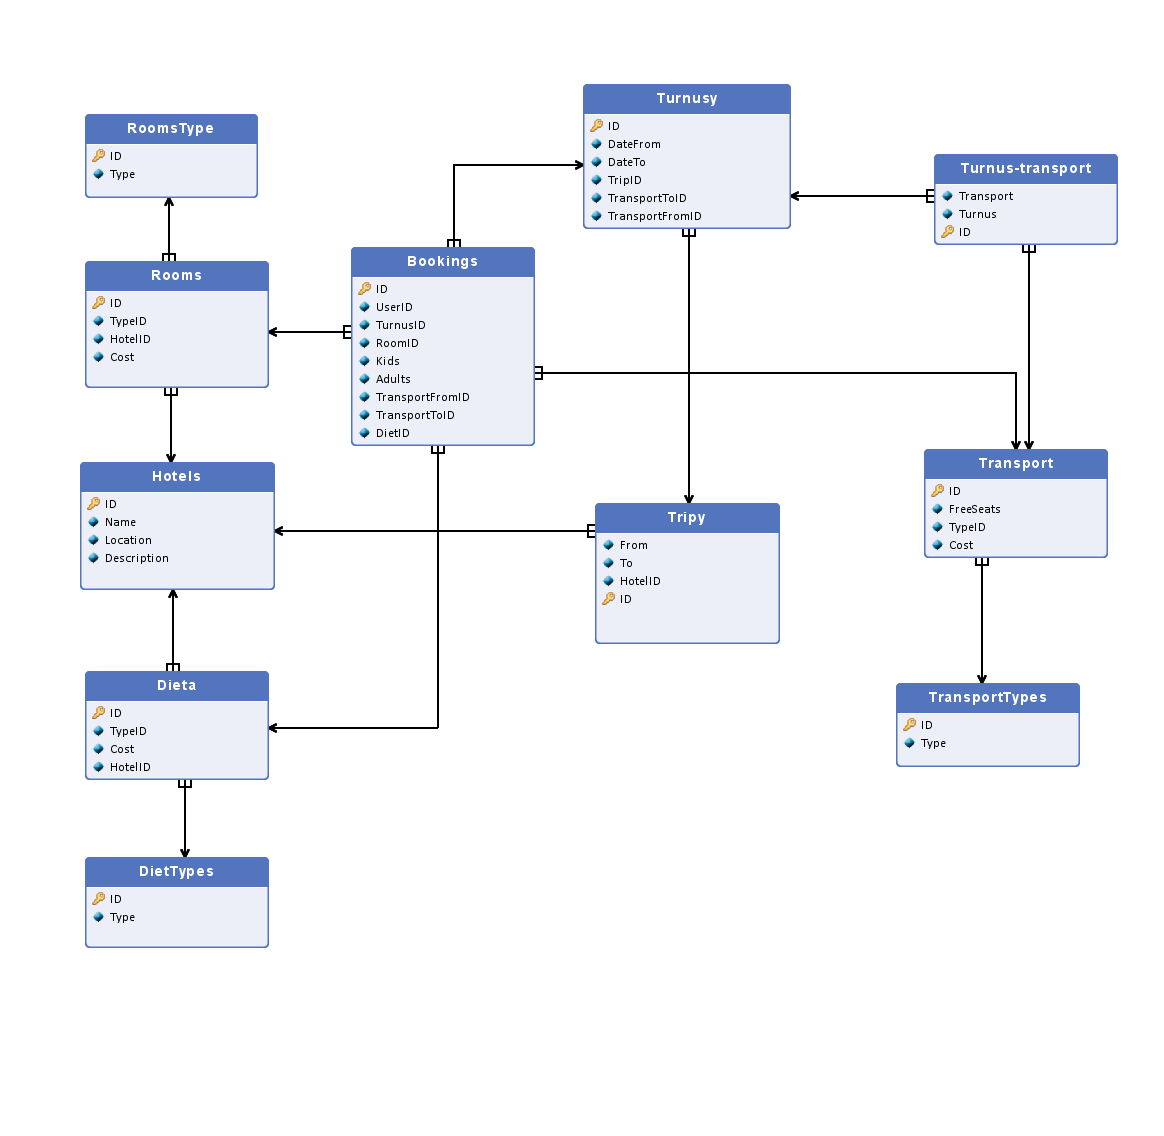 RoomsType
ID
Type
Rooms
ID
TypeID
HotelID
Cost
Hotels
ID
Name
Location
Description
Dieta
ID
TypeID
Cost
HotelID
DietTypes
ID
Type
Bookings
ID
UserID
TurnusID
RoomID
Kids
Adults
TransportFromID
TransportToID
DietID
Turnusy
ID
DateFrom
DateTo
TripID
TransportToID
TransportFromID
Tripy
From
To
HotelID
ID
Turnus-transport
Transport
Turnus
ID
Transport
ID
FreeSeats
TypeID
Cost
TransportTypes
ID
Type